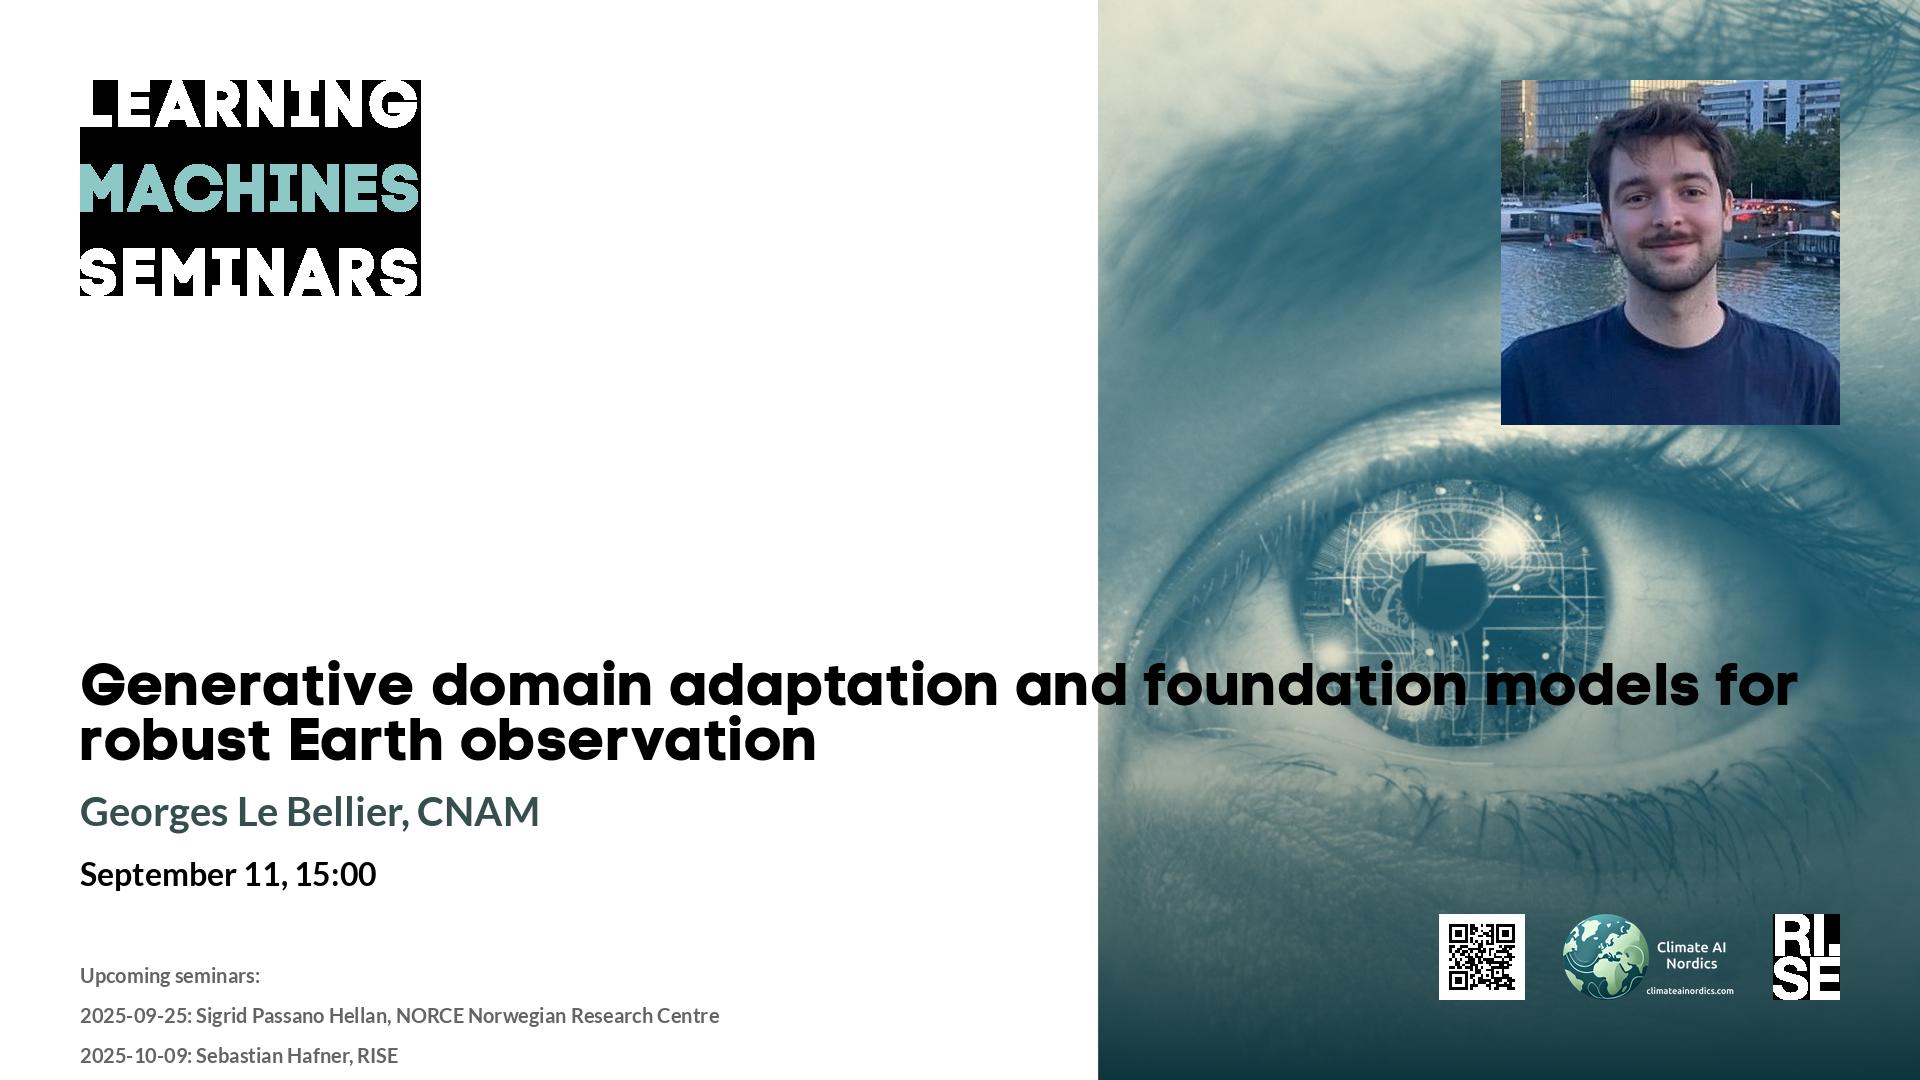 LEARNING
MACHINES
SEMINARS
Generative domain adaptation and foundation models for
robust Earth observation
Georges Le Bellier, CNAM
September 11, 15:00
Upcoming seminars:
2025-09-25: Sigrid Passano Hellan, NORCE Norwegian Research Centre
2025-10-09: Sebastian Hafner, RISE
Climate AI
Nordics
climateainordics.com
RI.
SE